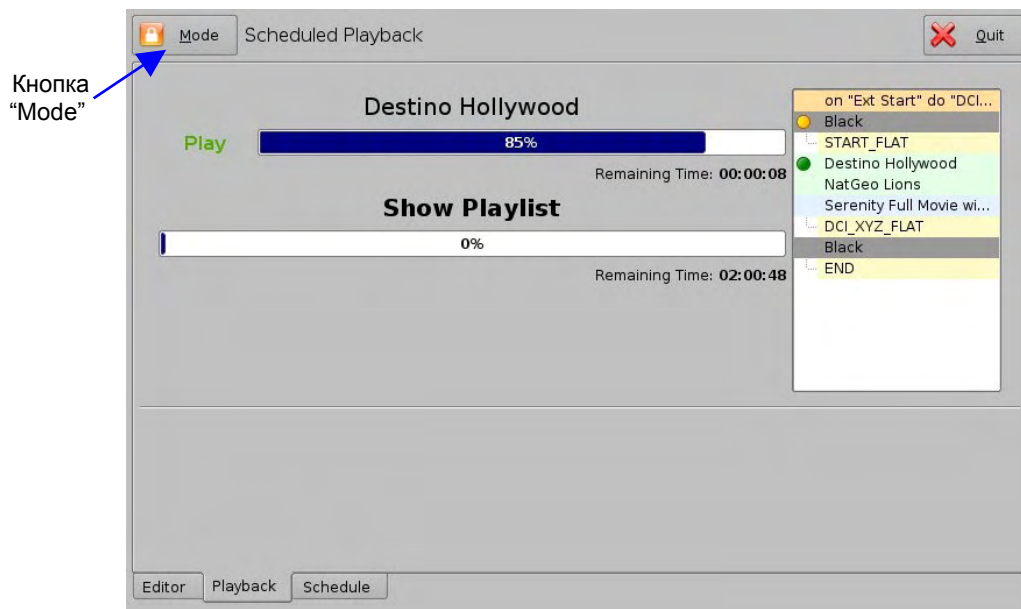 Mode
Scheduled Playback
Quit
Кнопка
“Mode”
Destino Hollywood
Play
85%
Remaining Time: 00:00:08
Show Playlist
0%
Remaining Time: 02:00:48
on "Ext Start" do "DCI...
Black
START_FLAT
Destino Hollywood
NatGeo Lions
Serenity Full Movie wi...
DCI_XYZ_FLAT
Black
END
Editor
Playback
Schedule